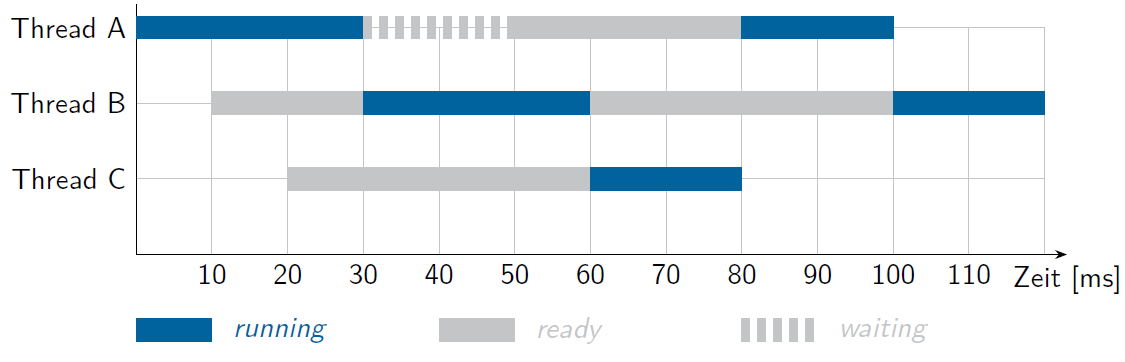 Thread A
Thread B
Thread C
10 20 30 40 50 60 70 80 90 100 110 Zeit [ms]
running ready waiting